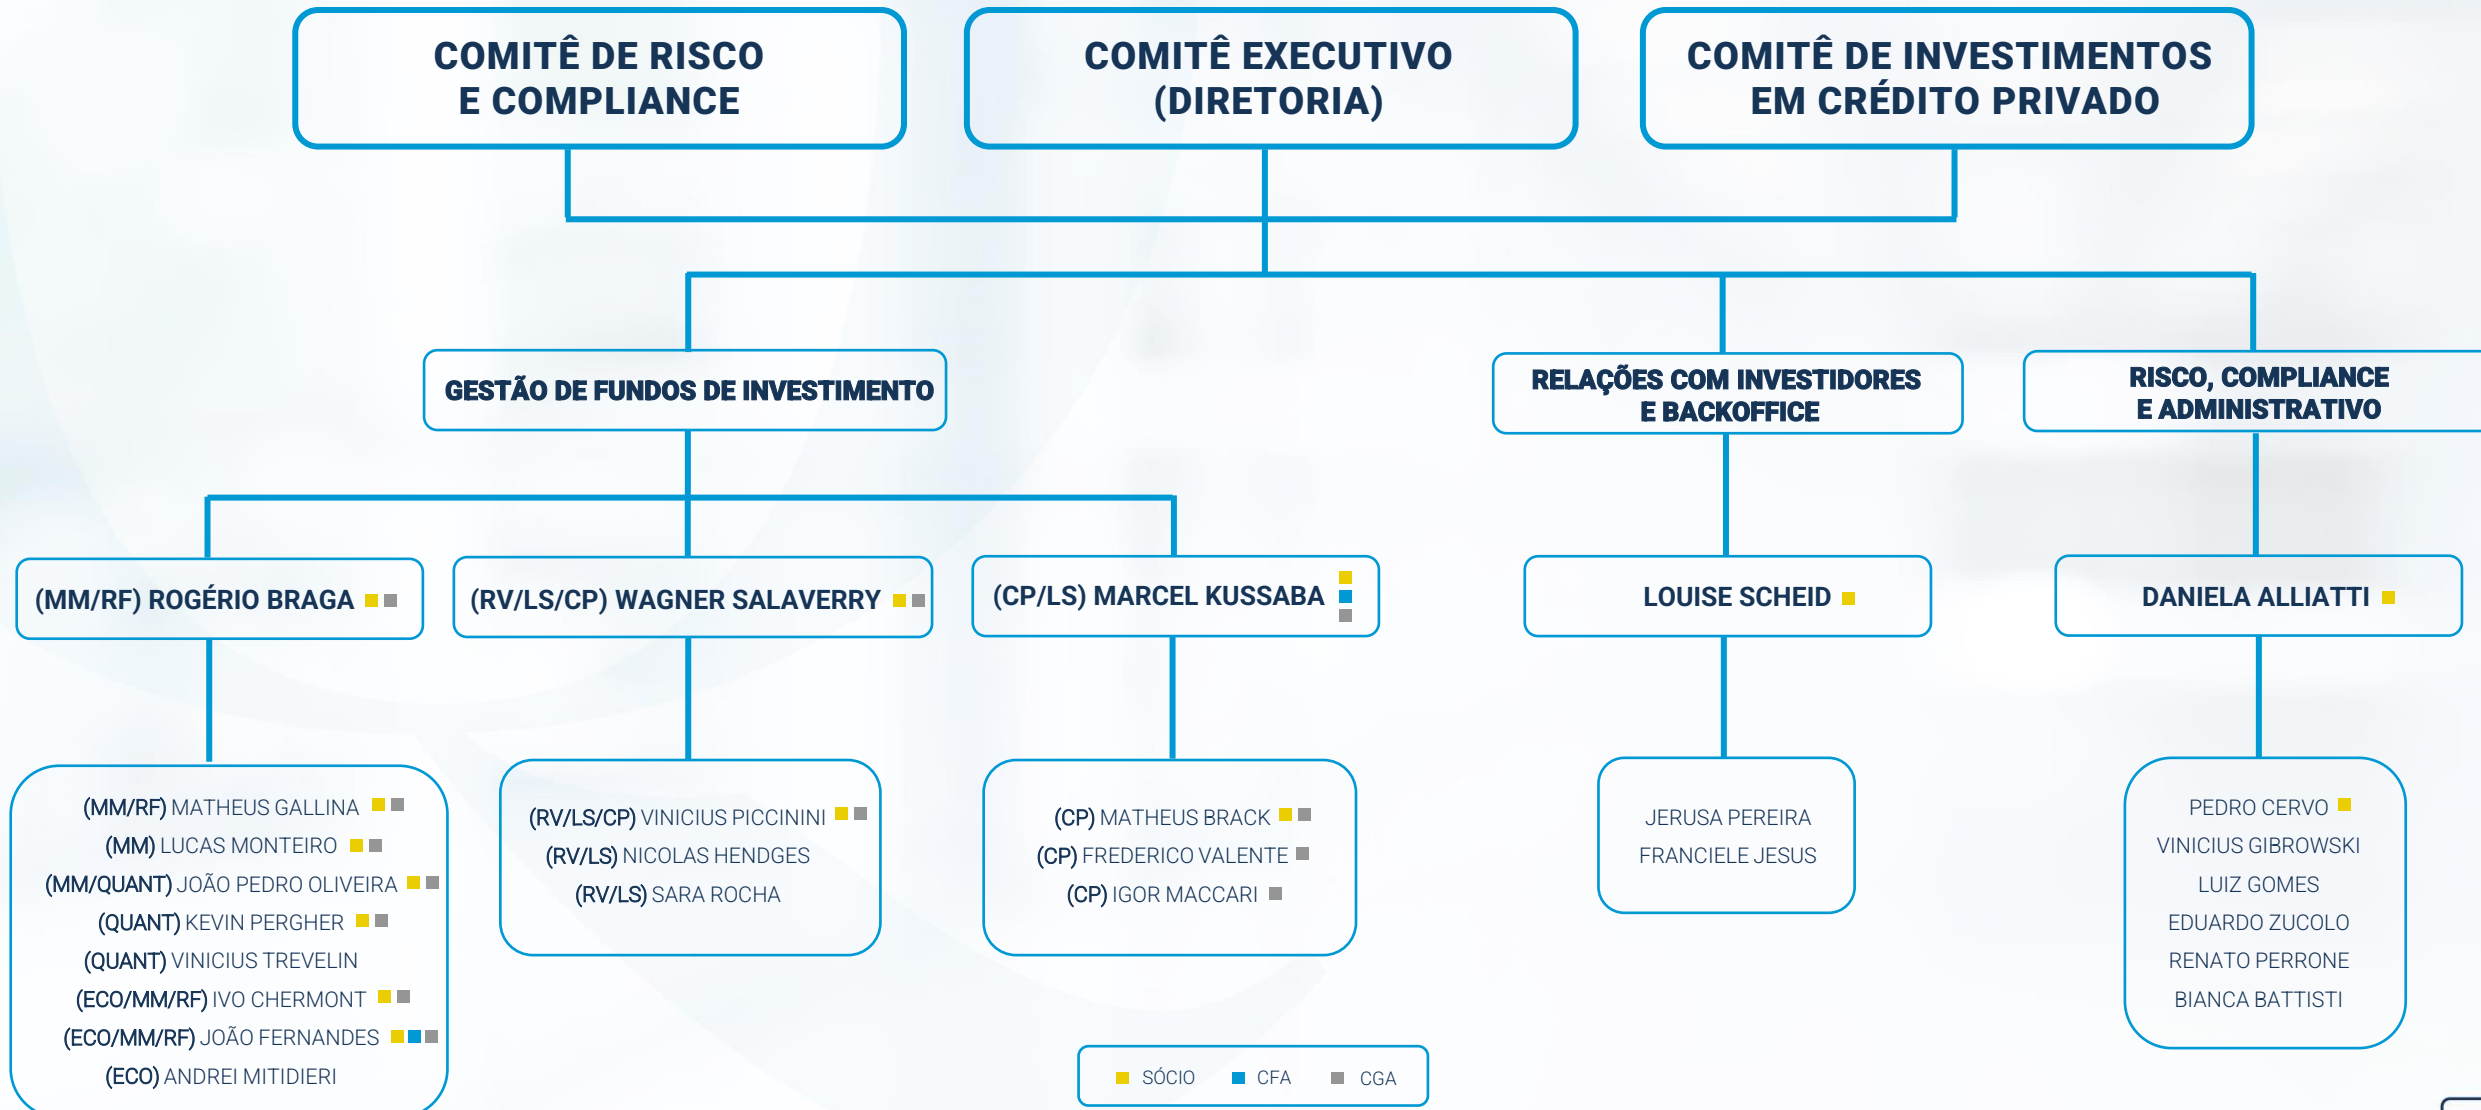 COMITÊ DE RISCO
E COMPLIANCE
COMITÊ EXECUTIVO
(DIRETORIA)
COMITÊ DE INVESTIMENTOS
EM CRÉDITO PRIVADO
GESTÃO DE FUNDOS DE INVESTIMENTO
RELAÇÕES COM INVESTIDORES
E BACKOFFICE
RISCO, COMPLIANCE
E ADMINISTRATIVO
(MM/RF) ROGÉRIO BRAGA
(RV/LS/CP) WAGNER SALAVERRY
(CP/LS) MARCEL KUSSABA
LOUISE SCHEID
DANIELA ALLIATTI
(MM/RF) MATHEUS GALLINA
(MM) LUCAS MONTEIRO
(MM/QUANT) JOÃO PEDRO OLIVEIRA
(QUANT) KEVIN PERGHER
(QUANT) VINICIUS TREVELIN
(ECO/MM/RF) IVO CHERMONT
(ECO/MM/RF) JOÃO FERNANDES
(ECO) ANDREI MITIDIERI
(RV/LS/CP) VINICIUS PICCININI
(RV/LS) NICOLAS HENDGES
(RV/LS) SARA ROCHA
(CP) MATHEUS BRACK
(CP) FREDERICO VALENTE
(CP) IGOR MACCARI
JERUSA PEREIRA
FRANCIELE JESUS
PEDRO CERVO
VINICIUS GIBROWSKI
LUIZ GOMES
EDUARDO ZUCOLO
RENATO PERRONE
BIANCA BATTISTI
SÓCIO CFA CGA